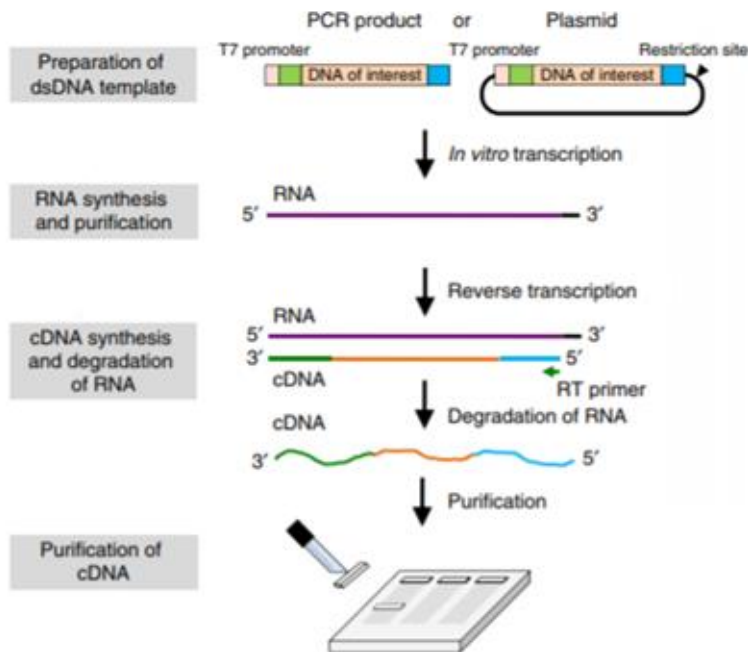 PCR product or Plasmid
T7 promoter T7 promoter Restriction site
Preparation of
dsDNA template
DNA of interest DNA of interest
In vitro transcription
RNA synthesis
and purification
RNA
5′ 3′
Reverse transcription
cDNA synthesis
and degradation
of RNA
RNA
5′ 3′
3′ 5′
cDNA
RT primer
cDNA
Degradation of RNA
3′ 5′
Purification
Purification of
cDNA